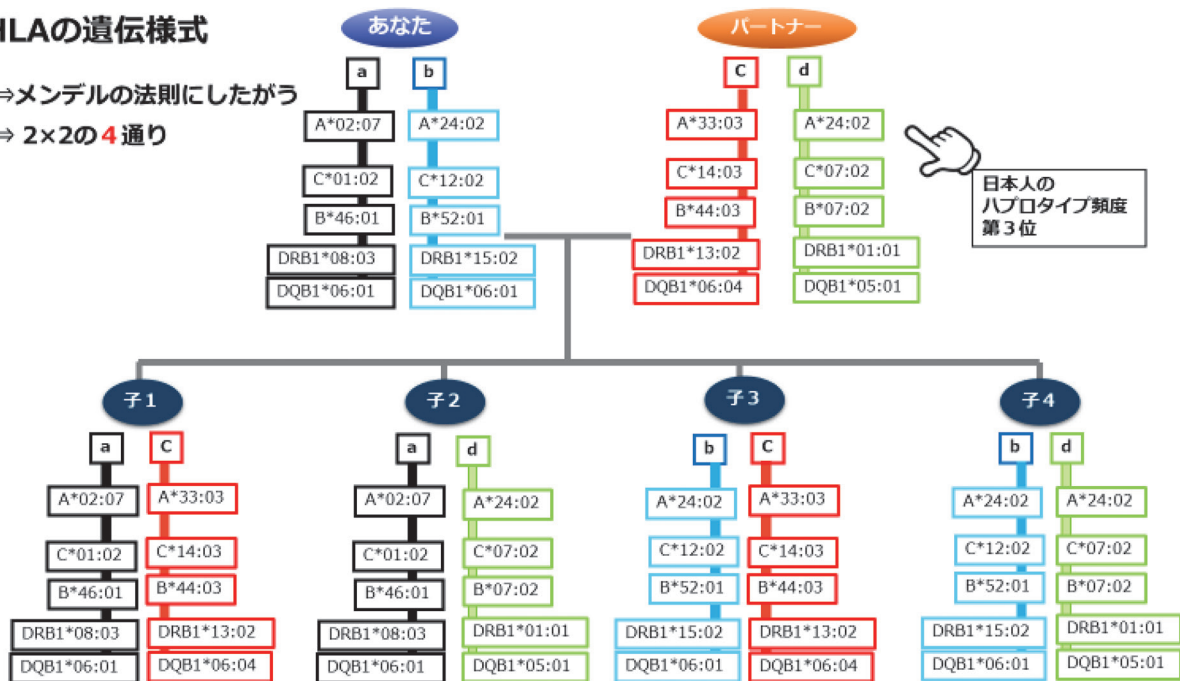 HLAの遺伝様式
⇒メンデルの法則にしたがう
⇒ 2×2の4通り
あなた
a b
A*02:07 A*24:02
C*01:02 C*12:02
B*46:01 B*52:01
DRB1*08:03 DRB1*15:02
DQB1*06:01 DQB1*06:01
パートナー
C d
A*33:03 A*24:02
C*14:03 C*07:02
B*44:03 B*07:02
DRB1*13:02 DRB1*01:01
DQB1*06:04 DQB1*05:01
日本人の
ハプロタイプ頻度
第3位
子1
a C
A*02:07 A*33:03
C*01:02 C*14:03
B*46:01 B*44:03
DRB1*08:03 DRB1*13:02
DQB1*06:01 DQB1*06:04
子2
a d
A*02:07 A*24:02
C*01:02 C*07:02
B*46:01 B*07:02
DRB1*08:03 DRB1*01:01
DQB1*06:01 DQB1*05:01
子3
b C
A*24:02 A*33:03
C*12:02 C*14:03
B*52:01 B*44:03
DRB1*15:02 DRB1*13:02
DQB1*06:01 DQB1*06:04
子4
b d
A*24:02 A*24:02
C*12:02 C*07:02
B*52:01 B*07:02
DRB1*15:02 DRB1*01:01
DQB1*06:01 DQB1*05:01